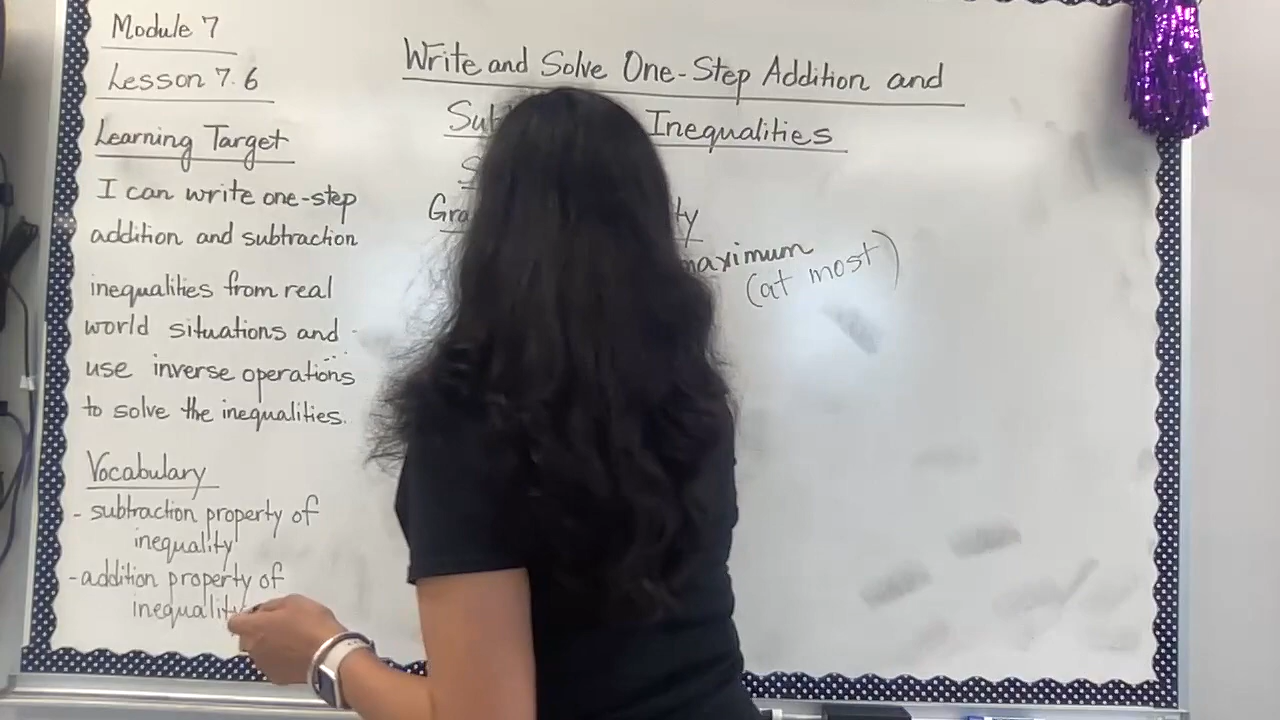 Module 7
Lesson 7.6
Learning Target
I can write one-step
addition and subtraction
inequalities from real
world situations and
use inverse operations
to solve the inequalities.
Vocabulary
- subtraction property of
inequality
- addition property of
inequality
Write and Solve One-Step Addition and
Inequalities
(at most)